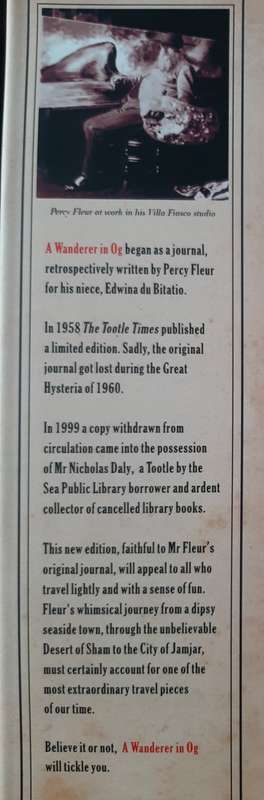 Percy Fleur at work in his Villa Fiasco studio
A Wanderer in Og began as a journal,
retrospectively written by Percy Fleur
for his niece, Edwina du Bitatio.
In 1958 The Tootle Times published
a limited edition. Sadly, the original
journal got lost during the Great
Hysteria of 1960.
In 1999 a copy withdrawn from
circulation came into the possession
of Mr Nicholas Daly, a Tootle by the
Sea Public Library borrower and ardent
collector of cancelled library books.
This new edition, faithful to Mr Fleur's
original journal, will appeal to all who
travel lightly and with a sense of fun.
Fleur's whimsical journey from a dipsy
seaside town, through the unbelievable
Desert of Sham to the City of Jamjar,
must certainly account for one of the
most extraordinary travel pieces
of our time.
Believe it or not, A Wanderer in Og
will tickle you.